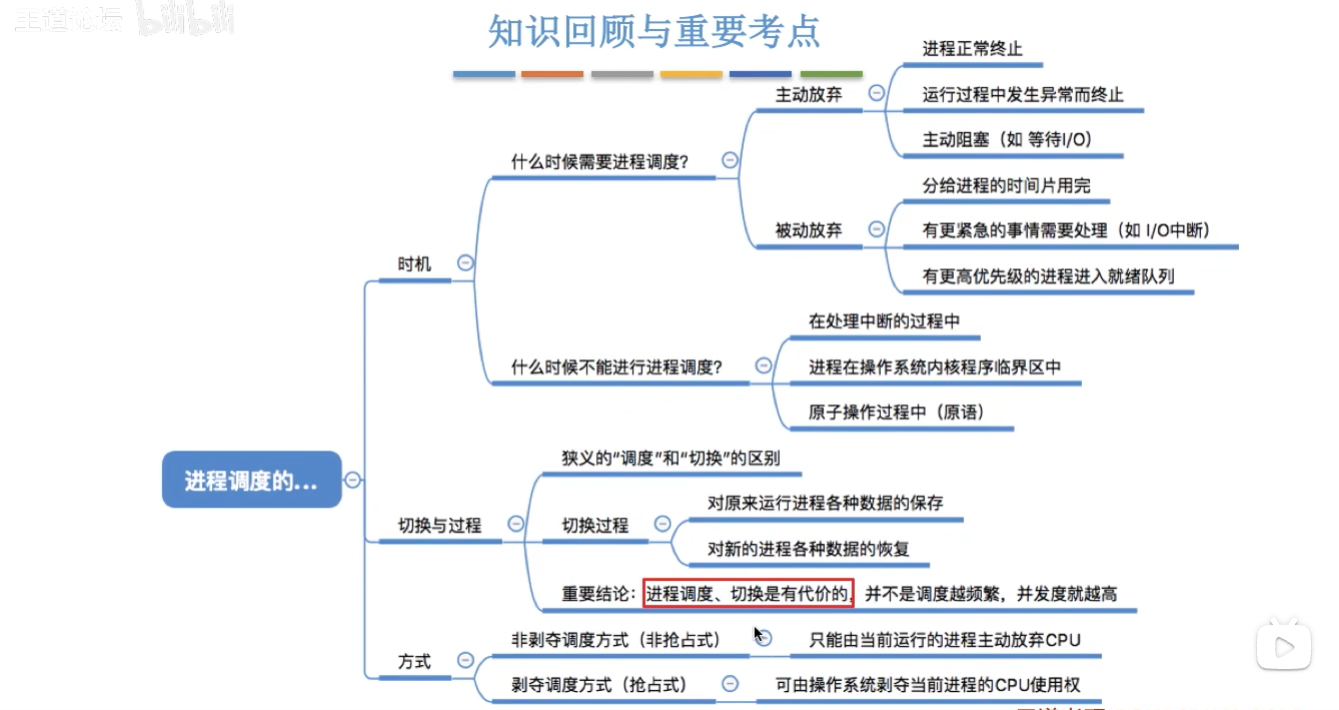 王道论坛 bilibili
知识回顾与重要考点
进程正常终止
主动放弃
运行过程中发生异常而终止
主动阻塞（如 等待I/O）
什么时候需要进程调度？
分给进程的时间片用完
被动放弃
有更紧急的事情需要处理（如 I/O中断）
有更高优先级的进程进入就绪队列
时机
在处理中断的过程中
什么时候不能进行进程调度？
进程在操作系统内核程序临界区中
原子操作过程中（原语）
进程调度的...
狭义的“调度”和“切换”的区别
切换与过程
切换过程
对原来运行进程各种数据的保存
对新的进程各种数据的恢复
重要结论：进程调度、切换是有代价的，并不是调度越频繁，并发度就越高
方式
非剥夺调度方式（非抢占式）
只能由当前运行的进程主动放弃CPU
剥夺调度方式（抢占式）
可由操作系统剥夺当前进程的CPU使用权